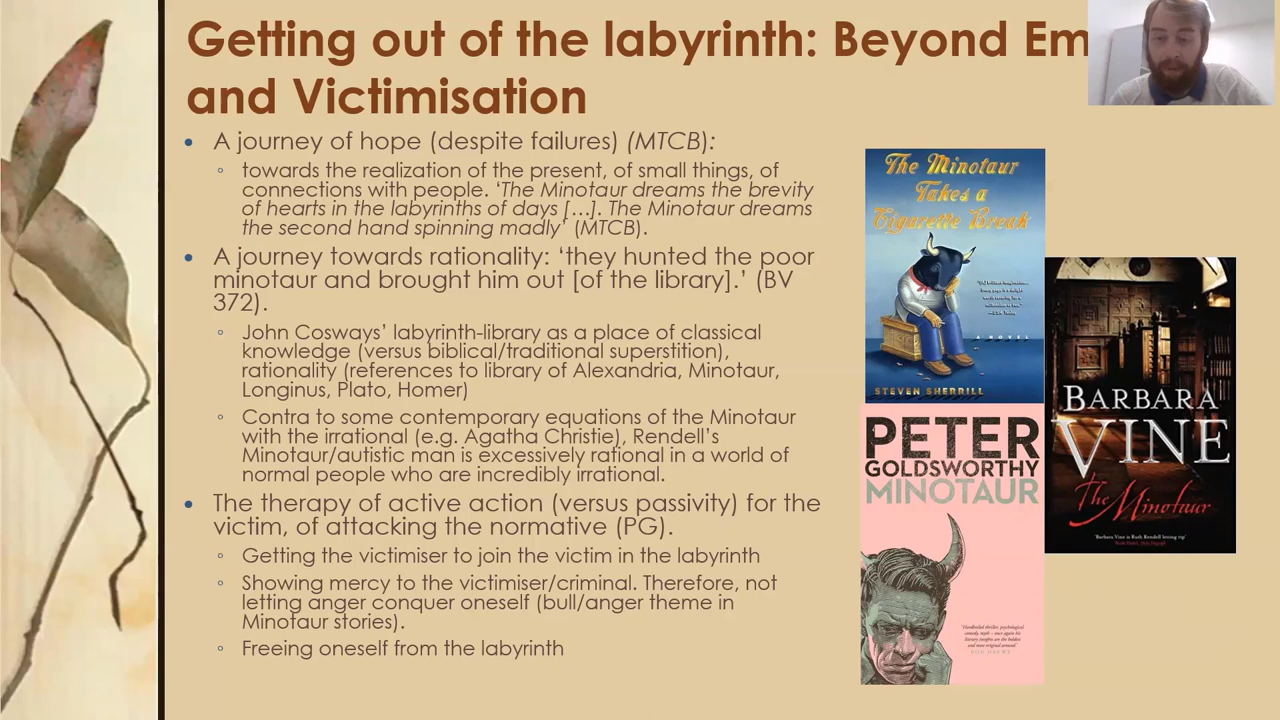 Getting out of the labyrinth: Beyond Em
and Victimisation
• A journey of hope (despite failures) (MTCB):
◦ towards the realization of the present, of small things, of
connections with people. ‘The Minotaur dreams the brevity
of hearts in the labyrinths of days […]. The Minotaur dreams
the second hand spinning madly’ (MTCB).
• A journey towards rationality: ‘they hunted the poor
minotaur and brought him out [of the library].’ (BV
372).
◦ John Cosways’ labyrinth-library as a place of classical
knowledge (versus biblical/traditional superstition),
rationality (references to library of Alexandria, Minotaur,
Longinus, Plato, Homer)
◦ Contra to some contemporary equations of the Minotaur
with the irrational (e.g. Agatha Christie), Rendell’s
Minotaur/autistic man is excessively rational in a world of
normal people who are incredibly irrational.
• The therapy of active action (versus passivity) for the
victim, of attacking the normative (PG).
◦ Getting the victimiser to join the victim in the labyrinth
◦ Showing mercy to the victimiser/criminal. Therefore, not
letting anger conquer oneself (bull/anger theme in
Minotaur stories).
◦ Freeing oneself from the labyrinth
The Minotaur
Takes a
Cigarette Break
A NOVEL
STEVEN SHERRILL
BARBARA
VINE
The Minotaur
'Barbara Vine is Ruth Rendell letting rip'
PETER
GOLDSWORTHY
MINOTAUR